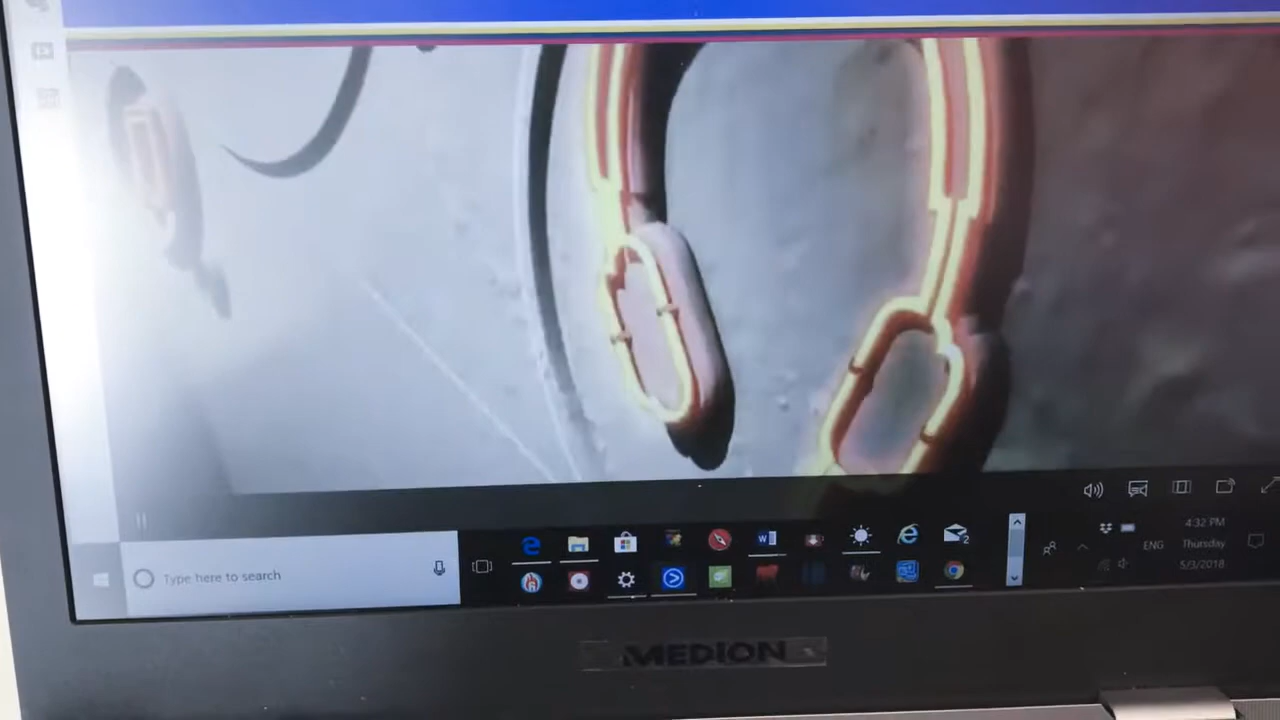 4:32 PM
Type here to search
ENG
Thursday
5/3/2018
MEDION